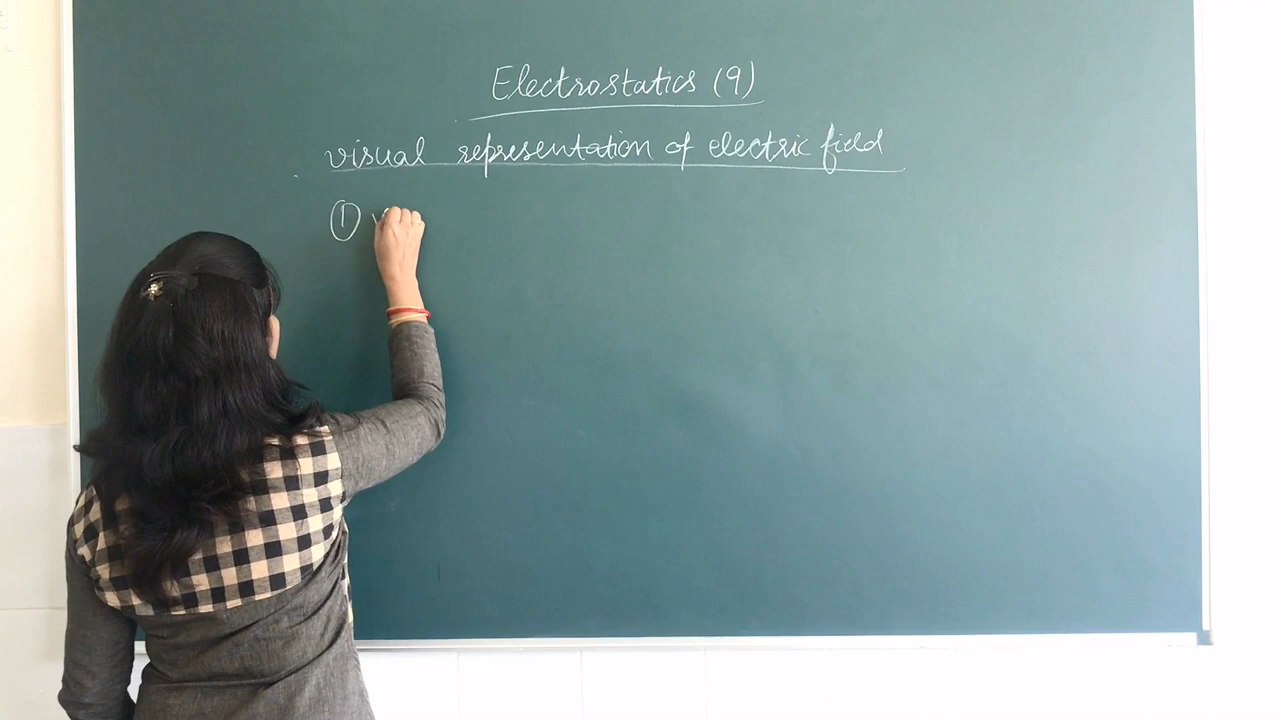 Electrostatics (9)
visual representation of electric field
①